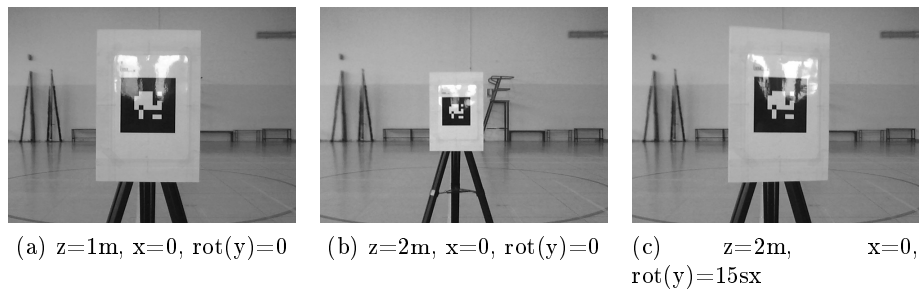 (a) z=1m, x=0, rot(y)=0
(b) z=2m, x=0, rot(y)=0
(c) z=2m, x=0,
rot(y)=15sx